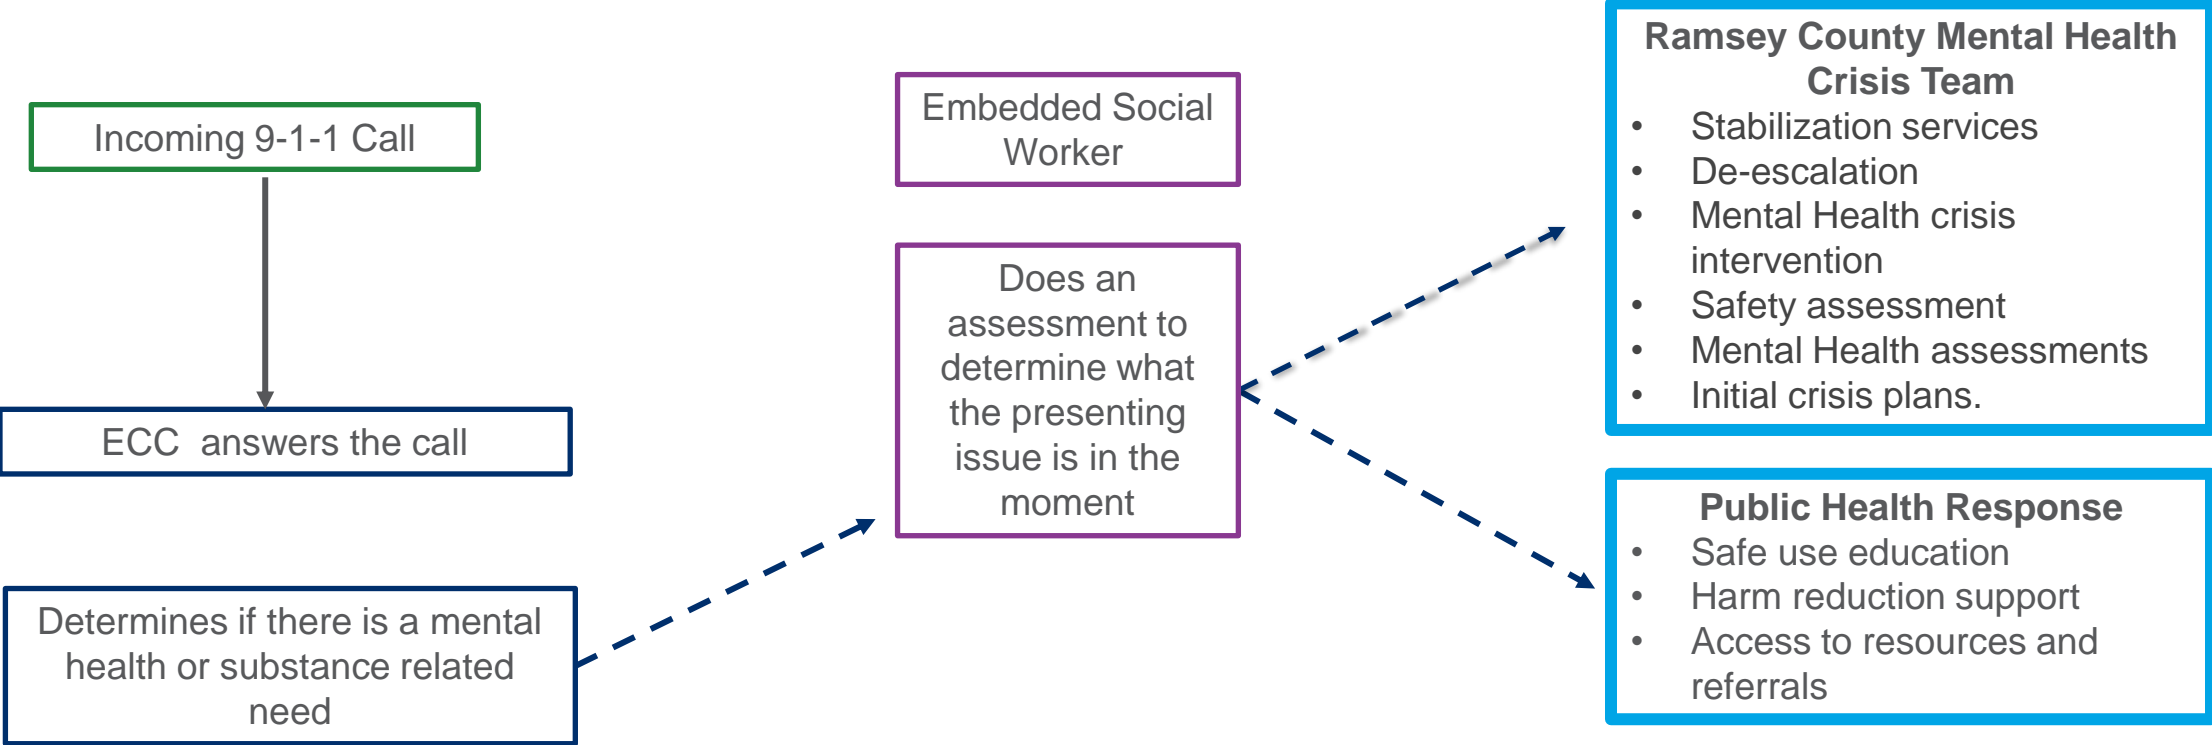 Incoming 9-1-1 Call
ECC  answers the call
Determines if there is a mental
health or substance related
need
Embedded Social
Worker
Does an
assessment to
determine what
the presenting
issue is in the
moment
Ramsey County Mental Health
Crisis Team
• Stabilization services
• De-escalation
• Mental Health crisis
intervention
• Safety assessment
• Mental Health assessments
• Initial crisis plans.
Public Health Response
• Safe use education
• Harm reduction support
• Access to resources and
referrals